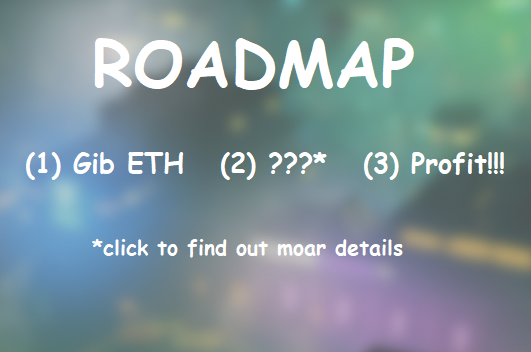 ROADMAP
(1) Gib ETH (2) ???* (3) Profit!!!
*click to find out moar details